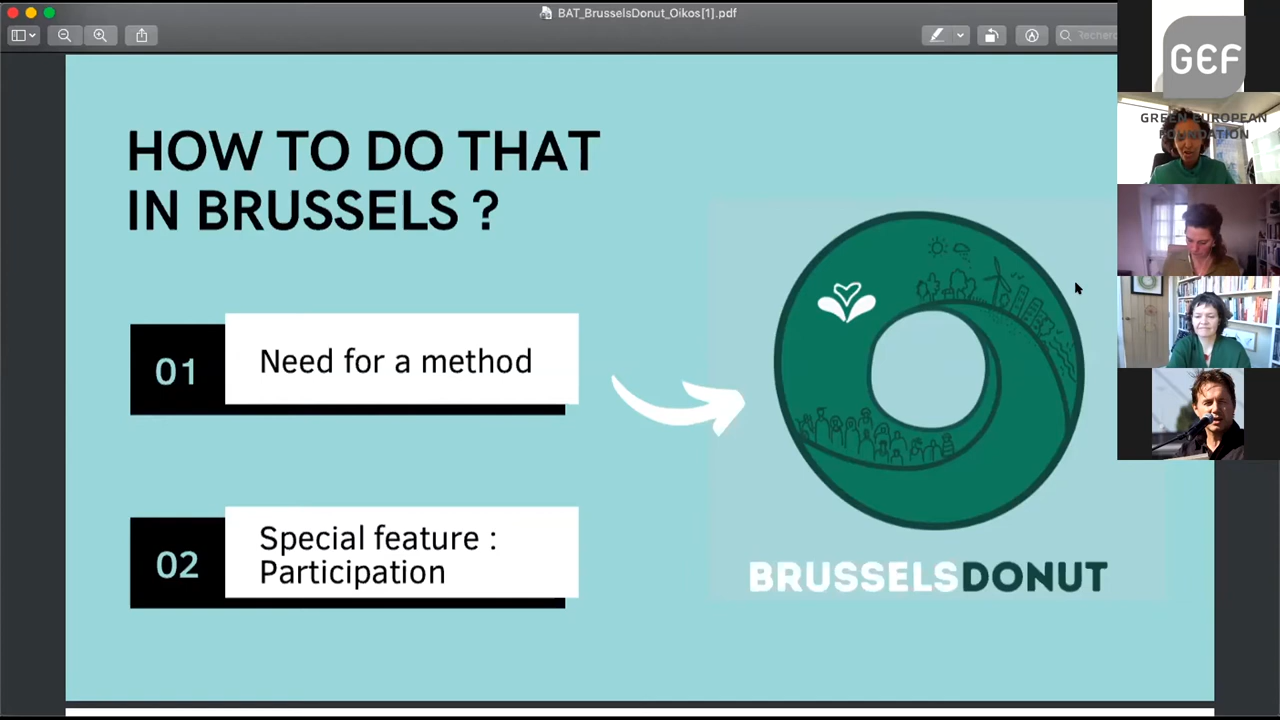 BAT_BrusselsDonut_Oikos[1].pdf
Recherc
GEF
GREEN EUROPEAN
FOUNDATION
HOW TO DO THAT
IN BRUSSELS ?
01
Need for a method
02
Special feature :
Participation
BRUSSELSDONUT